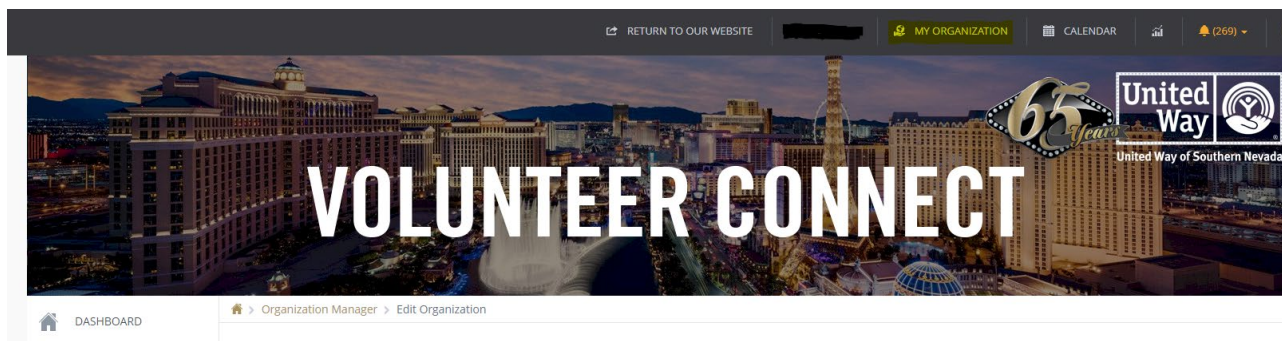 RETURN TO OUR WEBSITE MY ORGANIZATION CALENDAR (269)
65 Years
United Way
United Way of Southern Nevada
VOLUNTEER CONNECT
DASHBOARD
> Organization Manager > Edit Organization